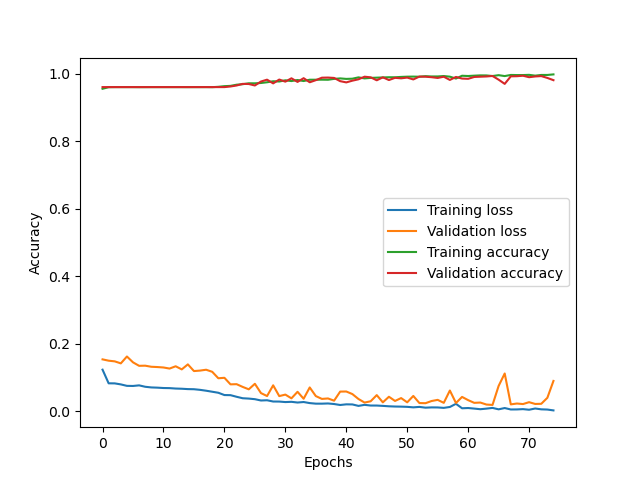 1.0
0.8
0.6
0.4
0.2
0.0
Accuracy
Training loss
Validation loss
Training accuracy
Validation accuracy
0 10 20 30 40 50 60 70
Epochs